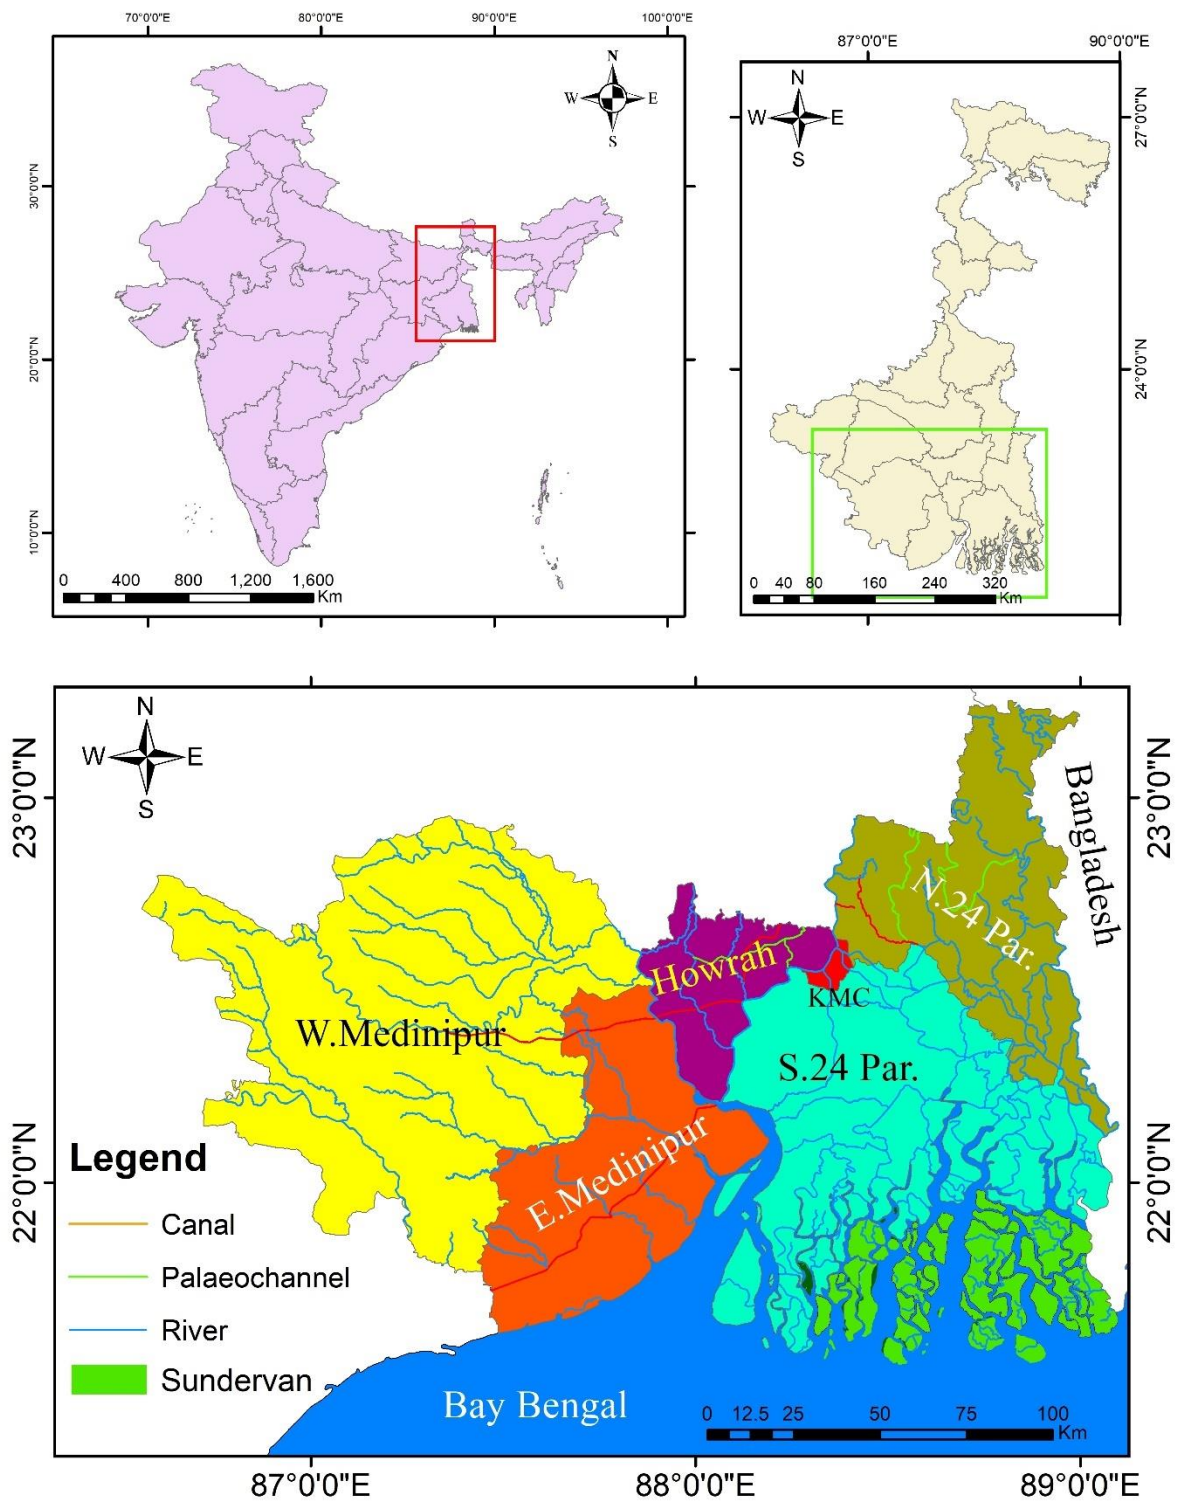 70°0'0"E 80°0'0"E 90°0'0"E 100°0'0"E
N
W E
S
30°0'0"N
20°0'0"N
10°0'0"N
0 400 800 1,200 1,600
Km
87°0'0"E 90°0'0"E
N
W E
S
27°0'0"N
24°0'0"N
0 40 80 160 240 320
Km
N
W E
S
23°0'0"N 23°0'0"N
22°0'0"N 22°0'0"N
Bangladesh
N.24 Par.
Howrah
KMC
W.Medinipur
S.24 Par.
E.Medinipur
Legend
Canal
Palaeochannel
River
Sundervan
Bay Bengal
0 12.5 25 50 75 100
Km
87°0'0"E 88°0'0"E 89°0'0"E